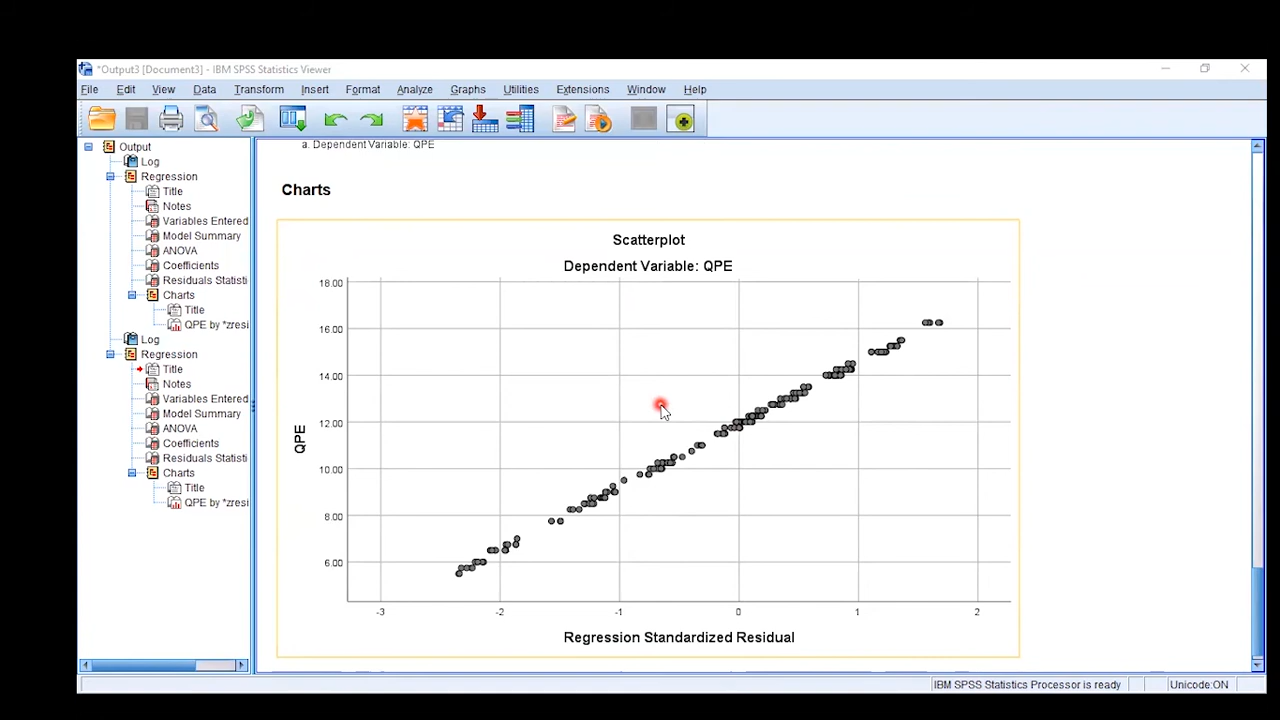 *Output3 [Document3] - IBM SPSS Statistics Viewer
File Edit View Data Transform Insert Format Analyze Graphs Utilities Extensions Window Help
Output
Log
Regression
Title
Notes
Variables Entered
Model Summary
ANOVA
Coefficients
Residuals Statisti
Charts
Title
QPE by *zresi
Log
Regression
Title
Notes
Variables Entered
Model Summary
ANOVA
Coefficients
Residuals Statisti
Charts
Title
QPE by *zresi
a. Dependent Variable: QPE
Charts
Scatterplot
Dependent Variable: QPE
18.00
16.00
14.00
12.00
10.00
8.00
6.00
QPE
-3 -2 -1 0 1 2
Regression Standardized Residual
IBM SPSS Statistics Processor is ready Unicode:ON